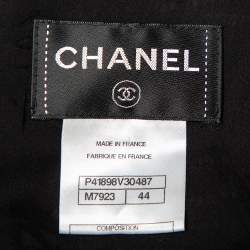 CHANEL
MADE IN FRANCE
FABRIQUE EN FRANCE
P41898V30487
M7923 44
COMPOSITION